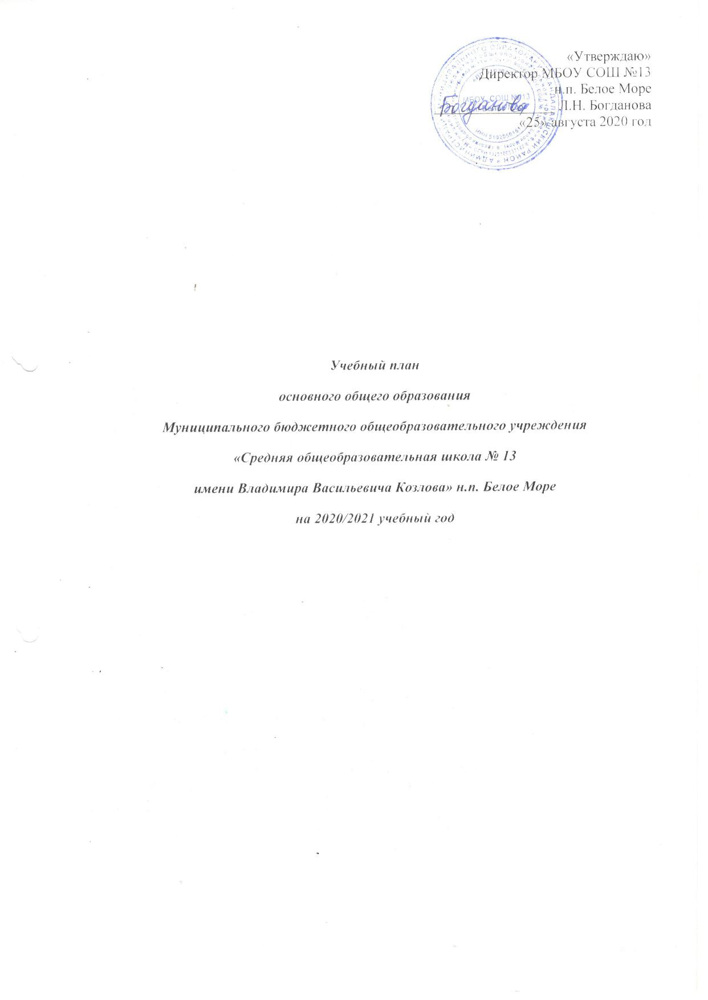 «Утверждаю»
Директор МБОУ СОШ №13
н.п. Белое Море
Богданова Л.Н. Богданова
«25» августа 2020 год
МБОУ СОШ №13
Учебный план
основного общего образования
Муниципального бюджетного общеобразовательного учреждения
«Средняя общеобразовательная школа № 13
имени Владимира Васильевича Козлова» н.п. Белое Море
на 2020/2021 учебный год